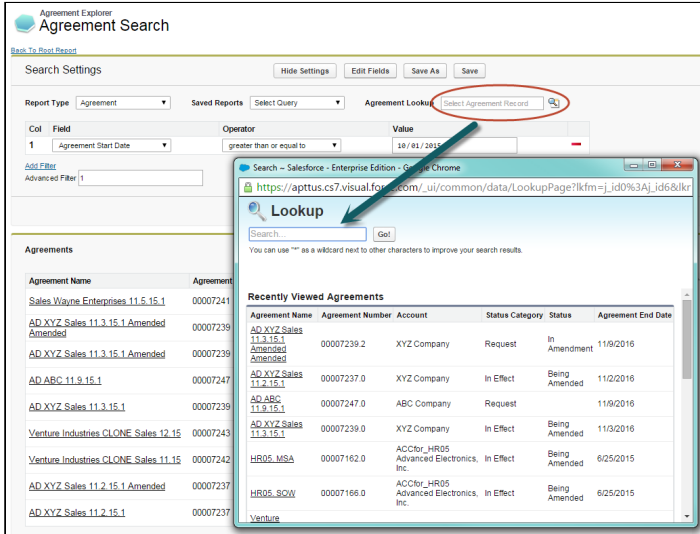 Agreement Explorer
Agreement Search
Back To Root Report
Search Settings
Hide Settings Edit Fields Save As Save
Report Type Agreement Saved Reports Select Query Agreement Lookup Select Agreement Record
Col Field Operator Value
1 Agreement Start Date greater than or equal to 10/01/2015
Add Filter
Advanced Filter 1
Agreements
Agreement Name Agreement
Sales Wayne Enterprises 11.5.15.1 00007241
AD XYZ Sales 11.3.15.1 Amended
Amended
00007239
AD XYZ Sales 11.3.15.1 Amended 00007239
AD ABC 11.9.15.1 00007247
AD XYZ Sales 11.3.15.1 00007239
Venture Industries CLONE Sales 12.15 00007243
Venture Industries CLONE Sales 11.15 00007242
AD XYZ Sales 11.2.15.1 Amended 00007237
AD XYZ Sales 11.2.15.1 00007237
Search ~ Salesforce - Enterprise Edition - Google Chrome
https://apttus.cs7.visual.force.com/_ui/common/data/LookupPage?lkfm=j_id0%3Aj_id6&lkr
Lookup
Search...
Go!
You can use "*" as a wildcard next to other characters to improve your search results.
Recently Viewed Agreements
Agreement Name Agreement Number Account Status Category Status Agreement End Date
AD XYZ Sales
11.3.15.1
Amended
Amended
00007239.2 XYZ Company Request In
Amendment 11/9/2016
AD XYZ Sales
11.2.15.1
00007237.0 XYZ Company In Effect Being
Amended 11/2/2016
AD ABC
11.9.15.1
00007247.0 ABC Company Request 11/9/2016
AD XYZ Sales
11.3.15.1
00007239.0 XYZ Company In Effect Being
Amended 11/3/2016
HR05. MSA 00007162.0 ACCfor_HR05
Advanced Electronics,
Inc.
In Effect Being
Amended 6/25/2015
HR05. SOW 00007166.0 ACCfor_HR05
Advanced Electronics,
Inc.
In Effect Being
Amended 6/25/2015
Venture